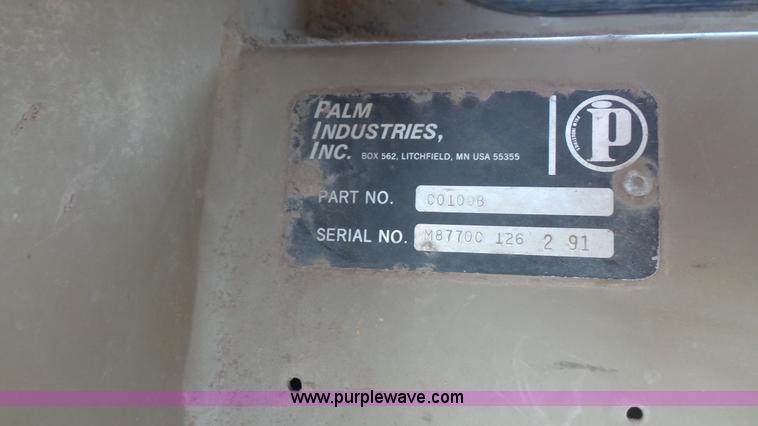 PALM
INDUSTRIES,
INC. BOX 562, LITCHFIELD, MN USA 55355
PART NO. C0100B
SERIAL NO. M8770C 126 2 91
www.purplewave.com